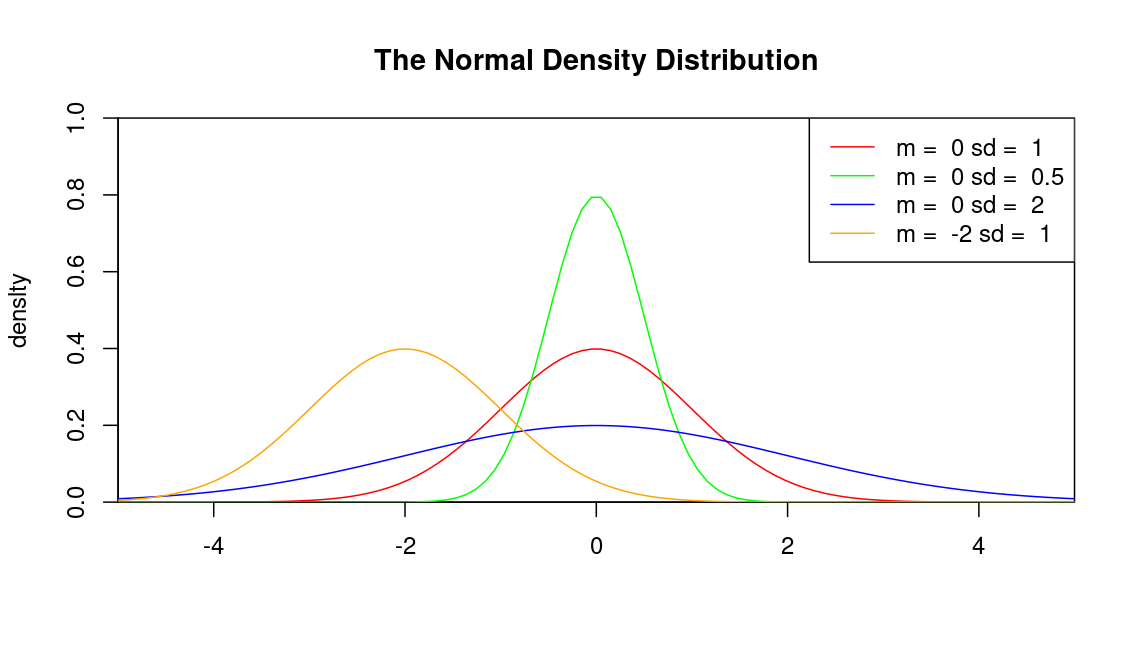 The Normal Density Distribution
density
1.0
0.8
0.6
0.4
0.2
0.0
-4
-2
0
2
4
m = 0 sd = 1
m = 0 sd = 0.5
m = 0 sd = 2
m = -2 sd = 1